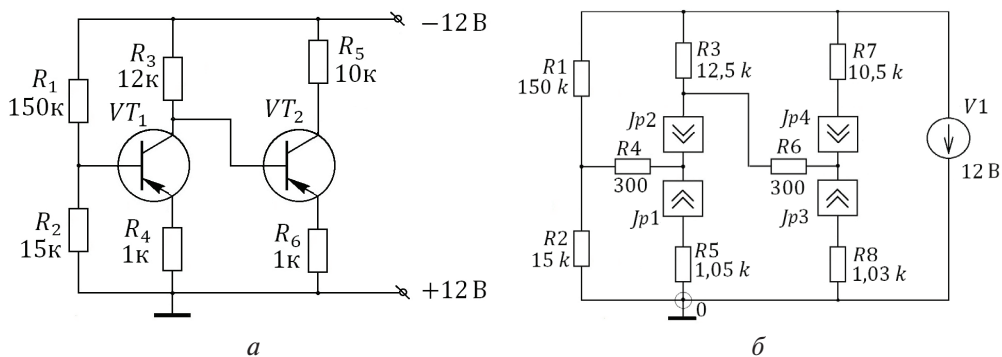 −12 В
R₁
150к
R₃
12к
VT₁
R₅
10к
VT₂
R₂
15к
R₄
1к
R₆
1к
+12 В
а
R1
150 k
R3
12,5 k
R7
10,5 k
Jp2
Jp4
V1
12 В
R4
300
R6
300
Jp1
Jp3
R2
15 k
R5
1,05 k
R8
1,03 k
0
б